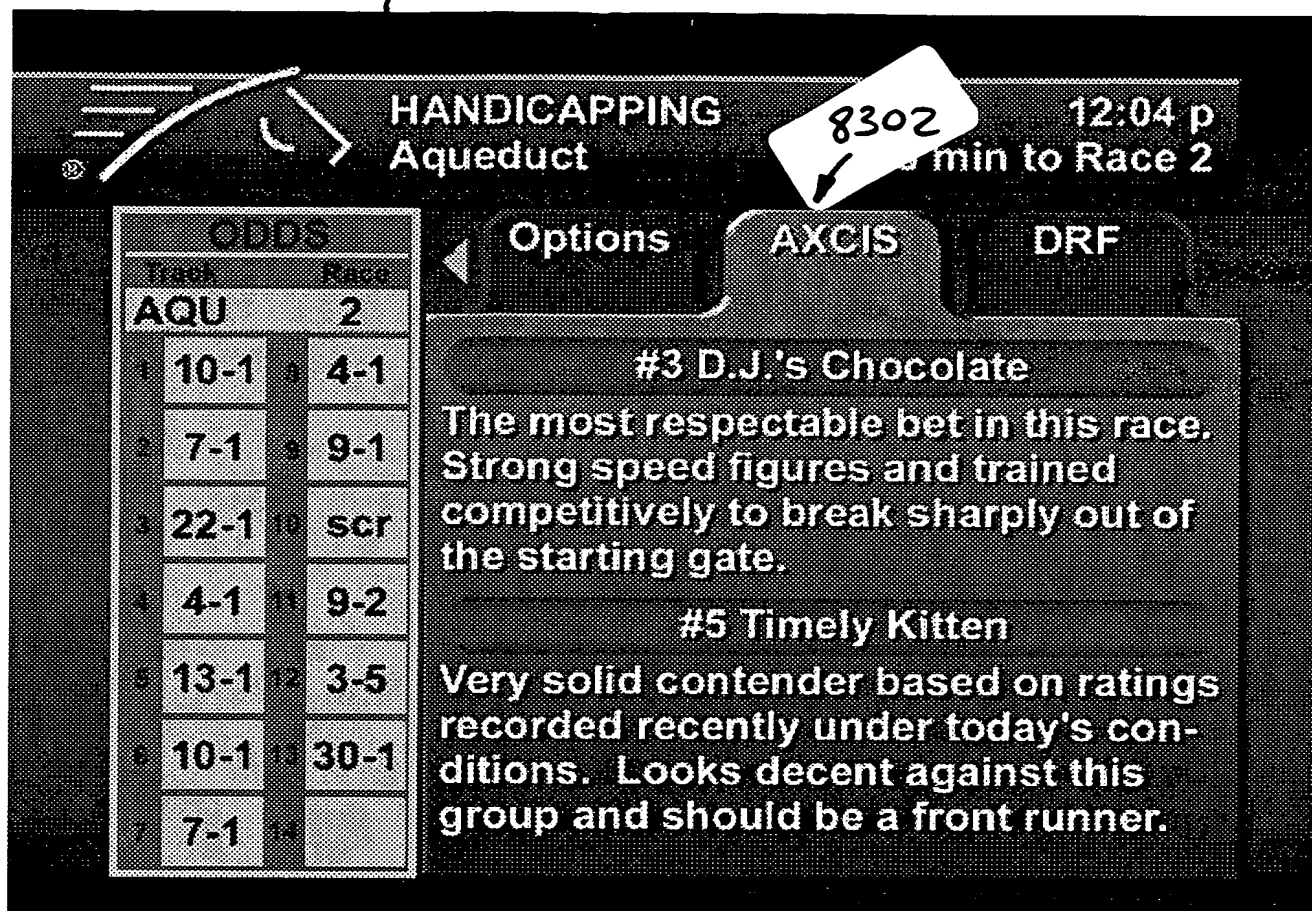 HANDICAPPING
Aqueduct
8302
12:04 p
min to Race 2
ODDS
Track Race
AQU 2
1 10-1 8 4-1
2 7-1 9 9-1
3 22-1 10 scr
4 4-1 11 9-2
5 13-1 12 3-5
6 10-1 13 30-1
7 7-1 14
Options
AXCIS
DRF
#3 D.J.'s Chocolate
The most respectable bet in this race.
Strong speed figures and trained
competitively to break sharply out of
the starting gate.
#5 Timely Kitten
Very solid contender based on ratings
recorded recently under today's con-
ditions. Looks decent against this
group and should be a front runner.